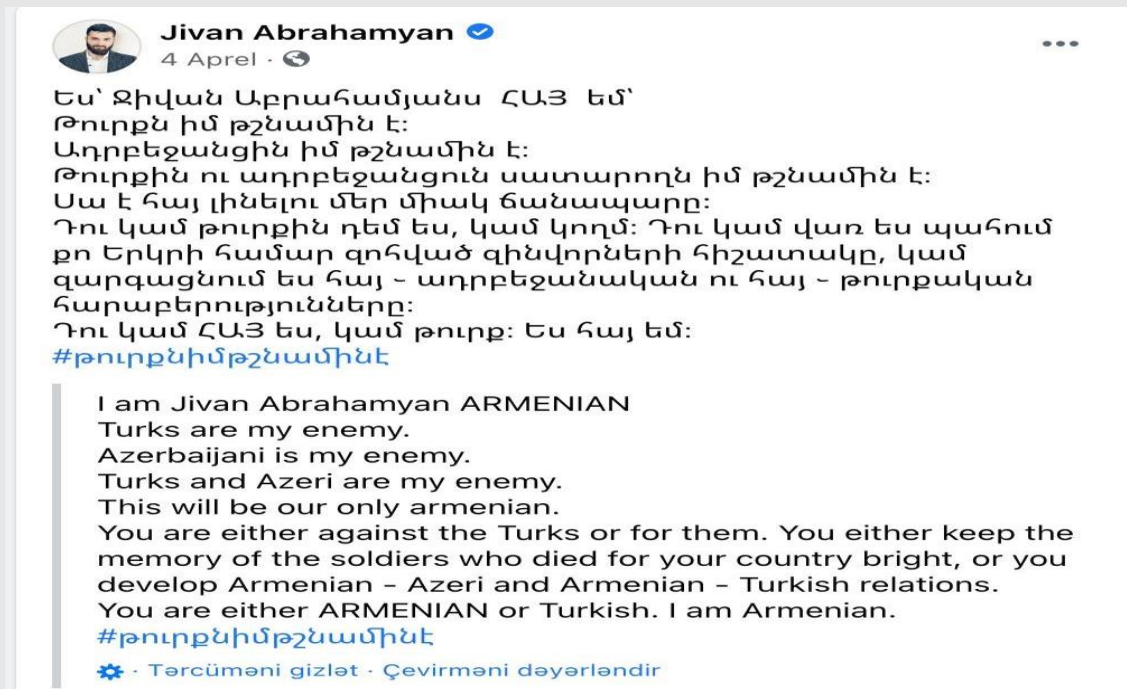 Jivan Abrahamyan
4 Aprel ·
Ես՝ Ջիվան Աբրահամյանս ՀԱՅ եմ՝
Թուրքն իմ թշնամին է:
Ադրբեջանցին իմ թշնամին է:
Թուրքին ու ադրբեջանցուն սատարողն իմ թշնամին է:
Սա է հայ լինելու մեր միակ ճանապարը:
Դու կամ թուրքին դեմ ես, կամ կողմ: Դու կամ վառ ես պահում
քո Երկրի համար զոհված զինվորների հիշատակը, կամ
զարգացնում ես հայ - ադրբեջանական ու հայ - թուրքական
հարաբերությունները:
Դու կամ ՀԱՅ ես, կամ թուրք: Ես հայ եմ:
#թուրքնիմթշնամինէ
I am Jivan Abrahamyan ARMENIAN
Turks are my enemy.
Azerbaijani is my enemy.
Turks and Azeri are my enemy.
This will be our only armenian.
You are either against the Turks or for them. You either keep the
memory of the soldiers who died for your country bright, or you
develop Armenian - Azeri and Armenian - Turkish relations.
You are either ARMENIAN or Turkish. I am Armenian.
#թուրքնիմթշնամինէ
· Tərcüməni gizlət · Çevirməni dəyərləndir